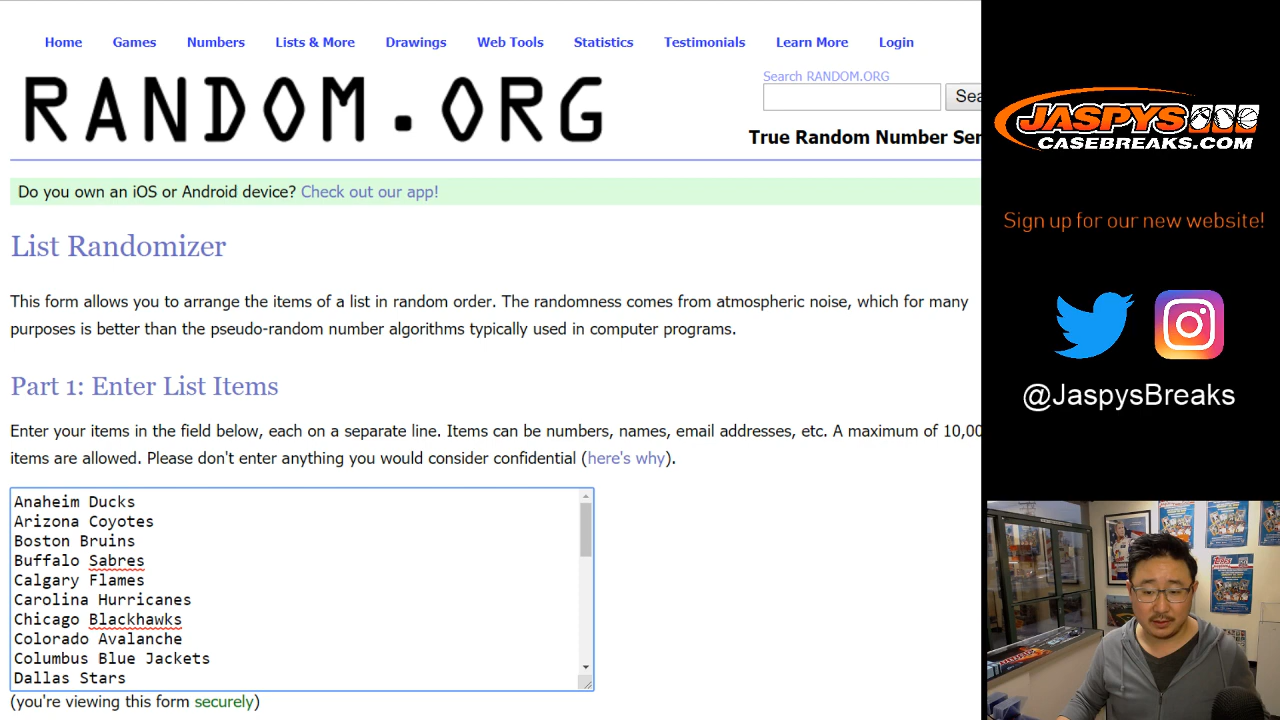 Home Games Numbers Lists & More Drawings Web Tools Statistics Testimonials Learn More Login
RANDOM.ORG
Search RANDOM.ORG
Sea
True Random Number Ser
Do you own an iOS or Android device? Check out our app!
List Randomizer
This form allows you to arrange the items of a list in random order. The randomness comes from atmospheric noise, which for many
purposes is better than the pseudo-random number algorithms typically used in computer programs.
Part 1: Enter List Items
Enter your items in the field below, each on a separate line. Items can be numbers, names, email addresses, etc. A maximum of 10,00
items are allowed. Please don't enter anything you would consider confidential (here's why).
Anaheim Ducks
Arizona Coyotes
Boston Bruins
Buffalo Sabres
Calgary Flames
Carolina Hurricanes
Chicago Blackhawks
Colorado Avalanche
Columbus Blue Jackets
Dallas Stars
(you're viewing this form securely)
JASPYS
CASEBREAKS.COM
Sign up for our new website!
@JaspysBreaks
Topps